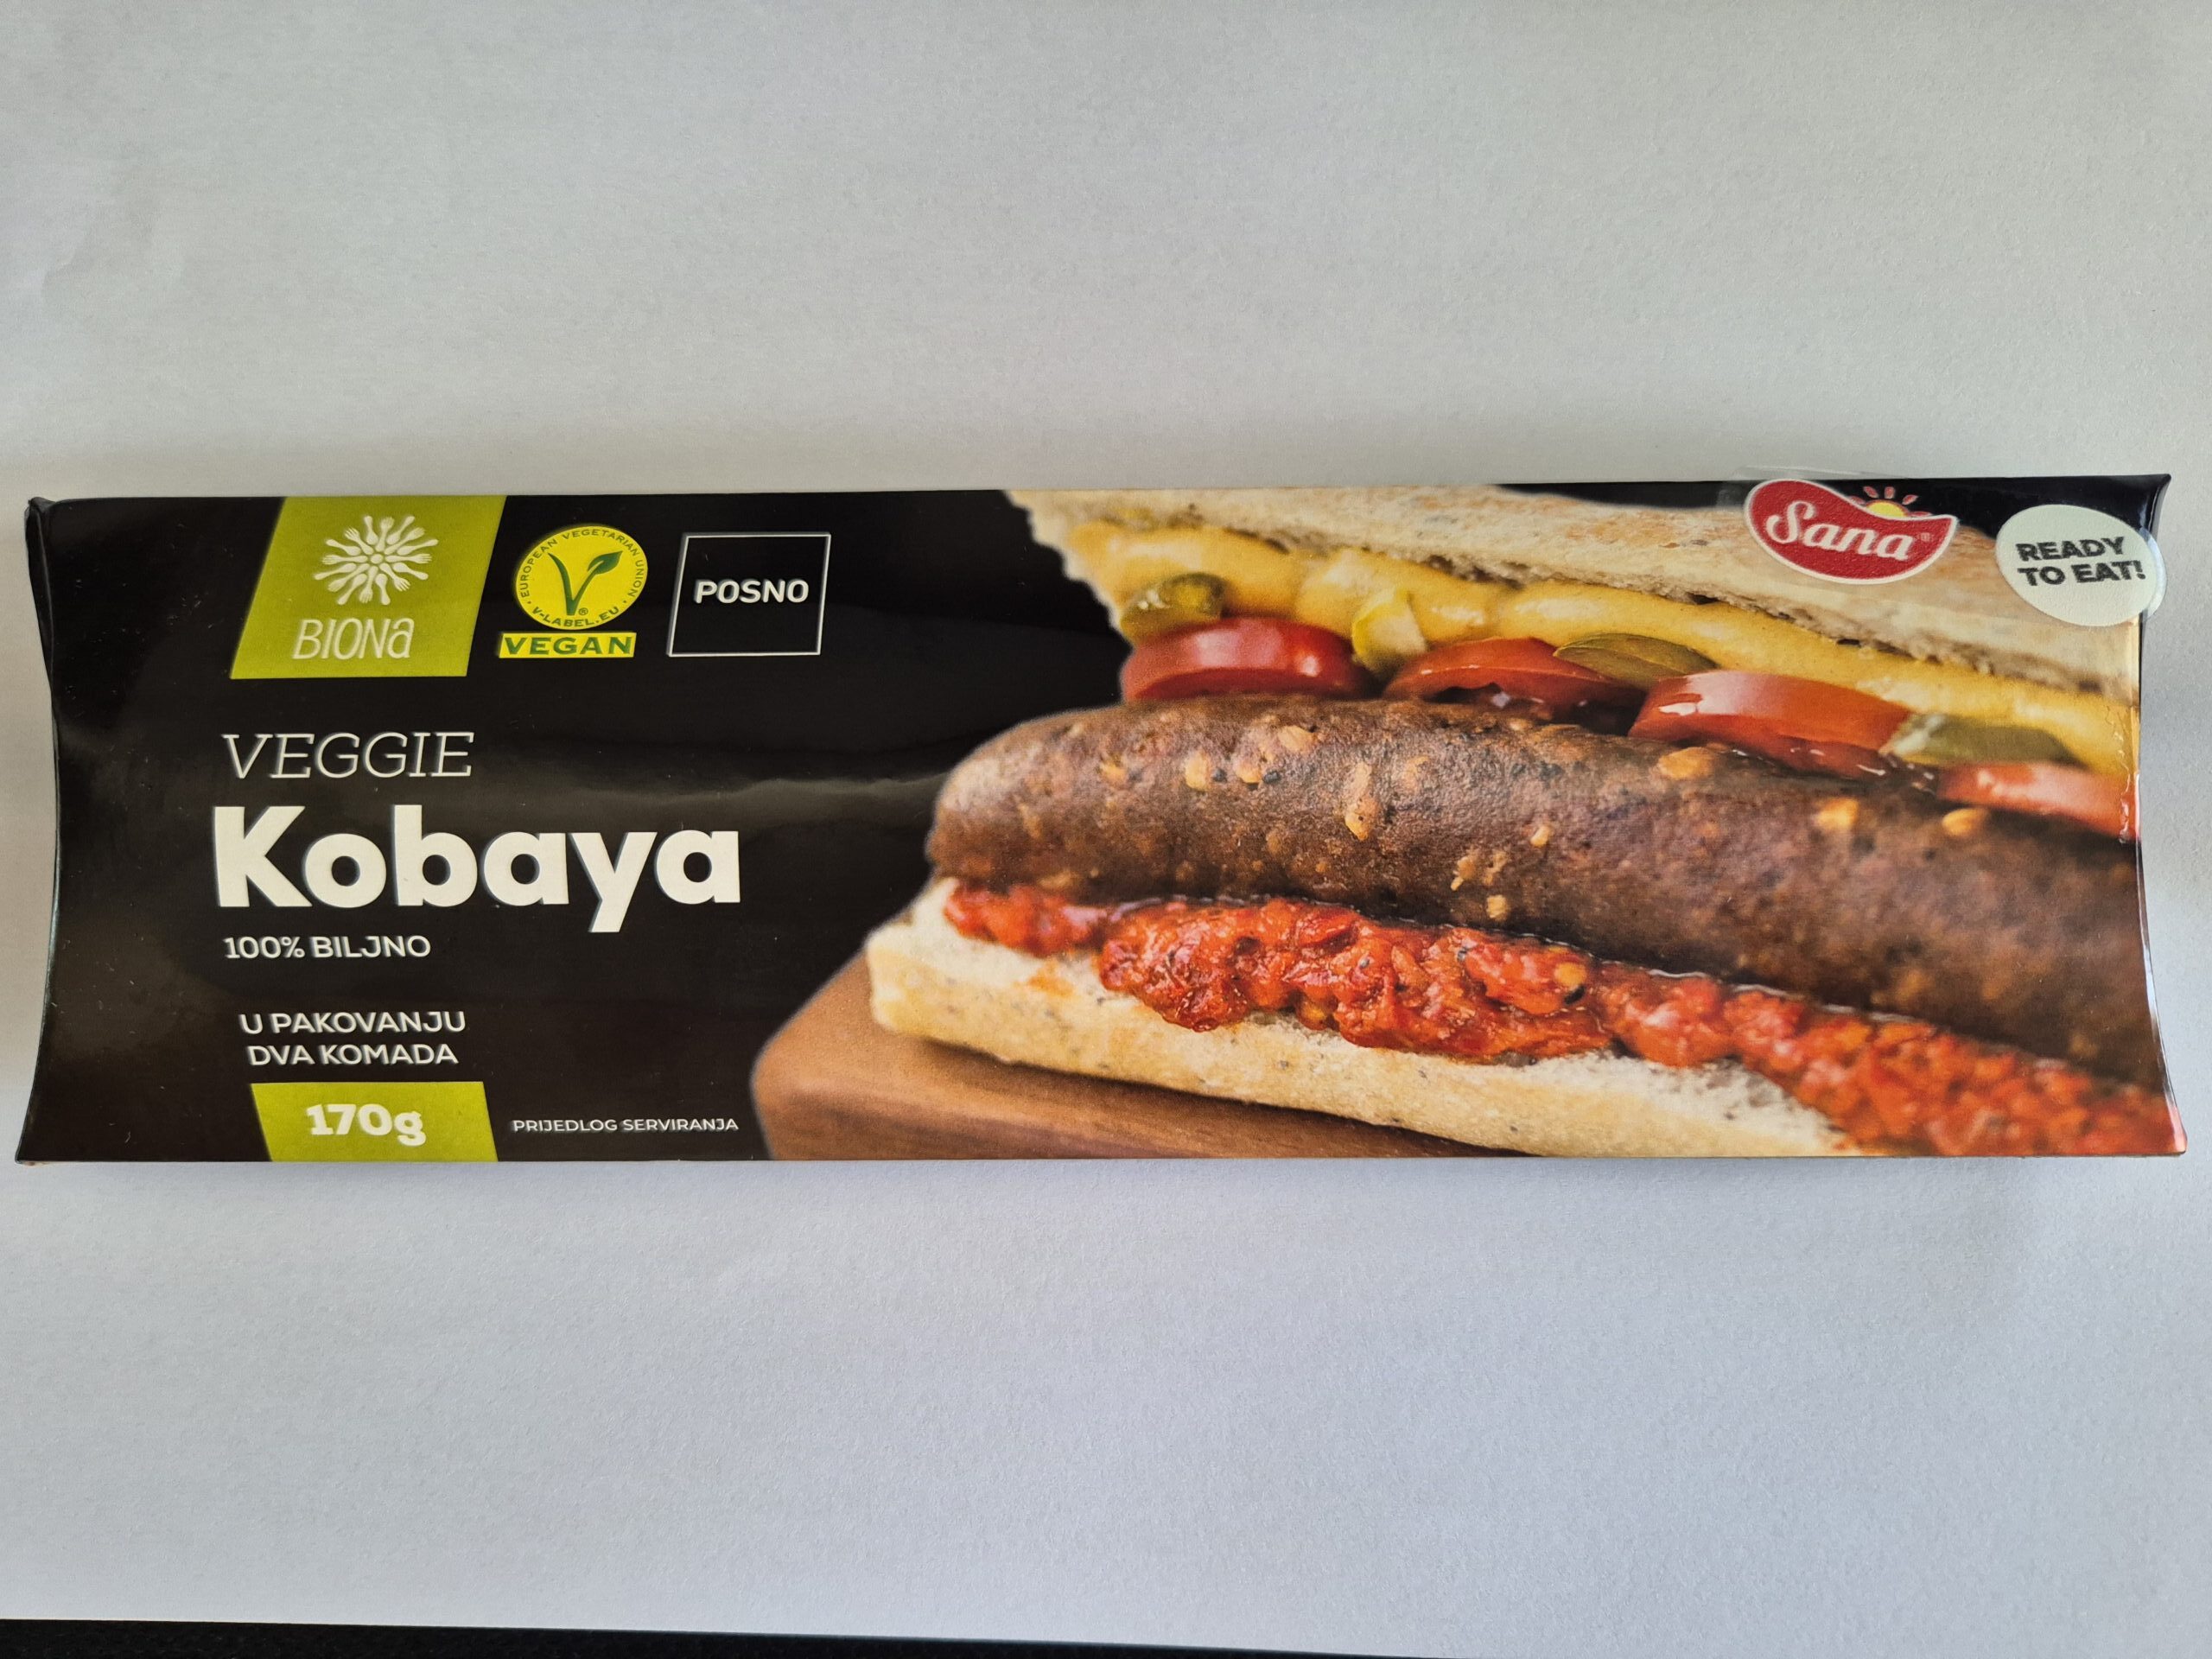 BIONa
EUROPEAN VEGETARIAN UNION
V-LABEL.EU
®
VEGAN
POSNO
Sana®
READY
TO EAT!
VEGGIE
Kobaya
100% BILJNO
U PAKOVANJU
DVA KOMADA
170g
PRIJEDLOG SERVIRANJA